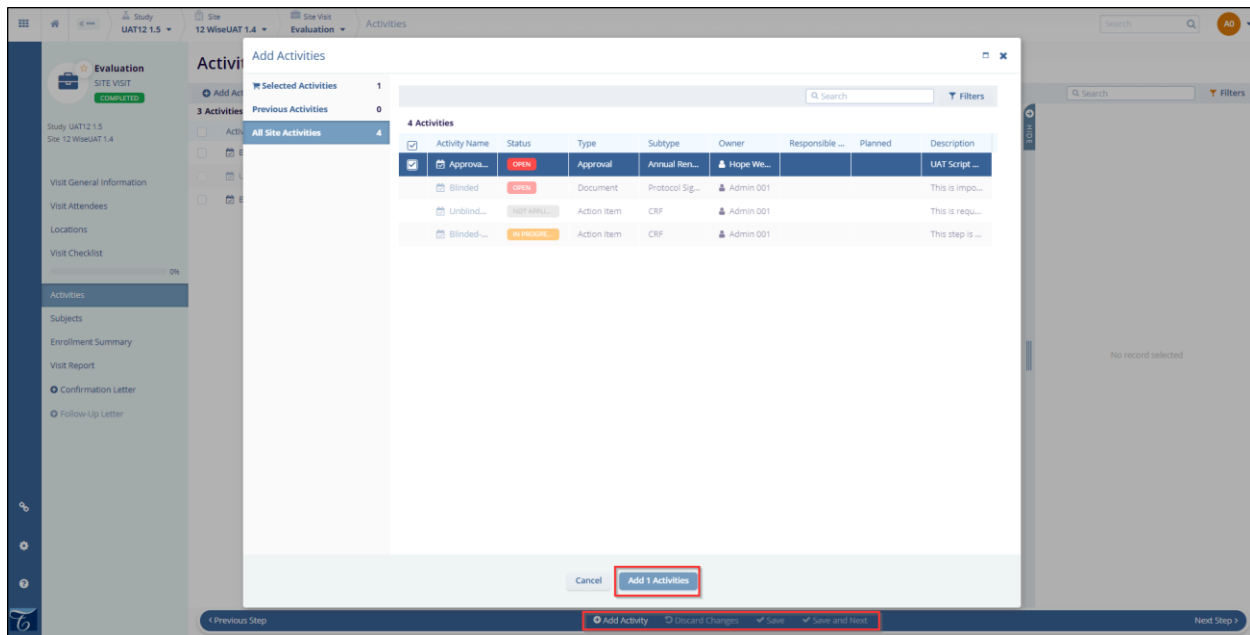 Study
UAT12 1.5
Site
12 WiseUAT 1.4
Site Visit
Evaluation
Activities
Search
AD
Evaluation
SITE VISIT
COMPLETED
Study UAT12 1.5
Site 12 WiseUAT 1.4
Visit General Information
Visit Attendees
Locations
Visit Checklist
0%
Activities
Subjects
Enrollment Summary
Visit Report
Confirmation Letter
Follow-Up Letter
Activit
Add Act
3 Activities
Activ
Add Activities
Selected Activities 1
Previous Activities 0
All Site Activities 4
Search Filters
4 Activities
Activity Name Status Type Subtype Owner Responsible ... Planned Description
Approva... OPEN Approval Annual Ren... Hope We... UAT Script ...
Blinded OPEN Document Protocol Sig... Admin 001 This is impo...
Unblind... NOT APPLI... Action Item CRF Admin 001 This is requ...
Blinded-... IN PROGRE... Action Item CRF Admin 001 This step is ...
Cancel Add 1 Activities
HIDE
Search Filters
No record selected
Previous Step Add Activity Discard Changes Save Save and Next Next Step